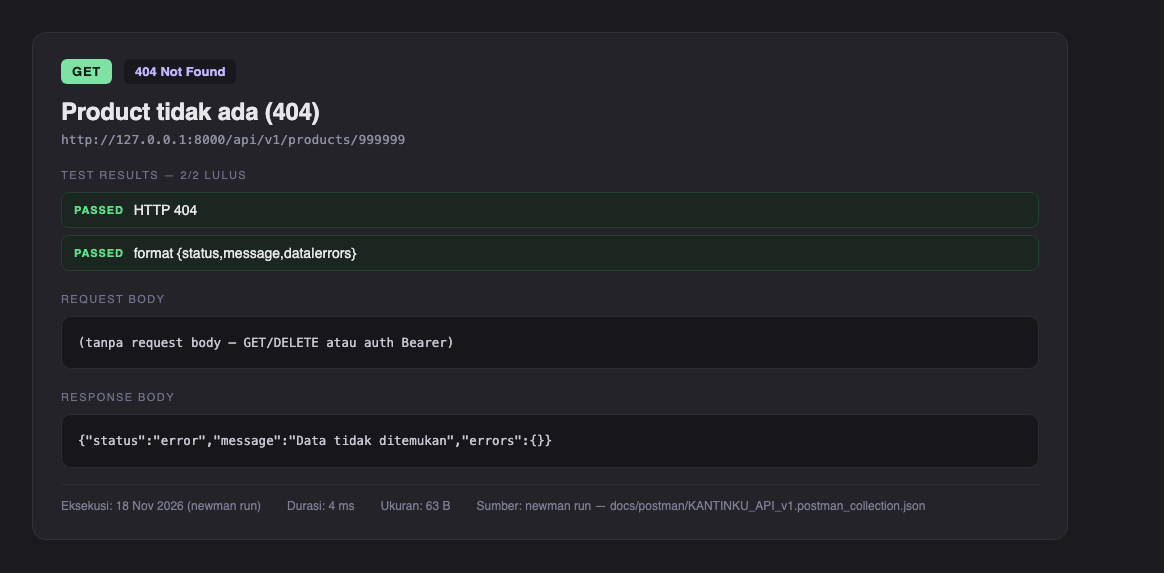 GET 404 Not Found
Product tidak ada (404)
http://127.0.0.1:8000/api/v1/products/999999
TEST RESULTS — 2/2 LULUS
PASSED HTTP 404
PASSED format {status,message,data|errors}
REQUEST BODY
(tanpa request body — GET/DELETE atau auth Bearer)
RESPONSE BODY
{"status":"error","message":"Data tidak ditemukan","errors":{}}
Eksekusi: 18 Nov 2026 (newman run) Durasi: 4 ms Ukuran: 63 B Sumber: newman run — docs/postman/KANTINKU_API_v1.postman_collection.json